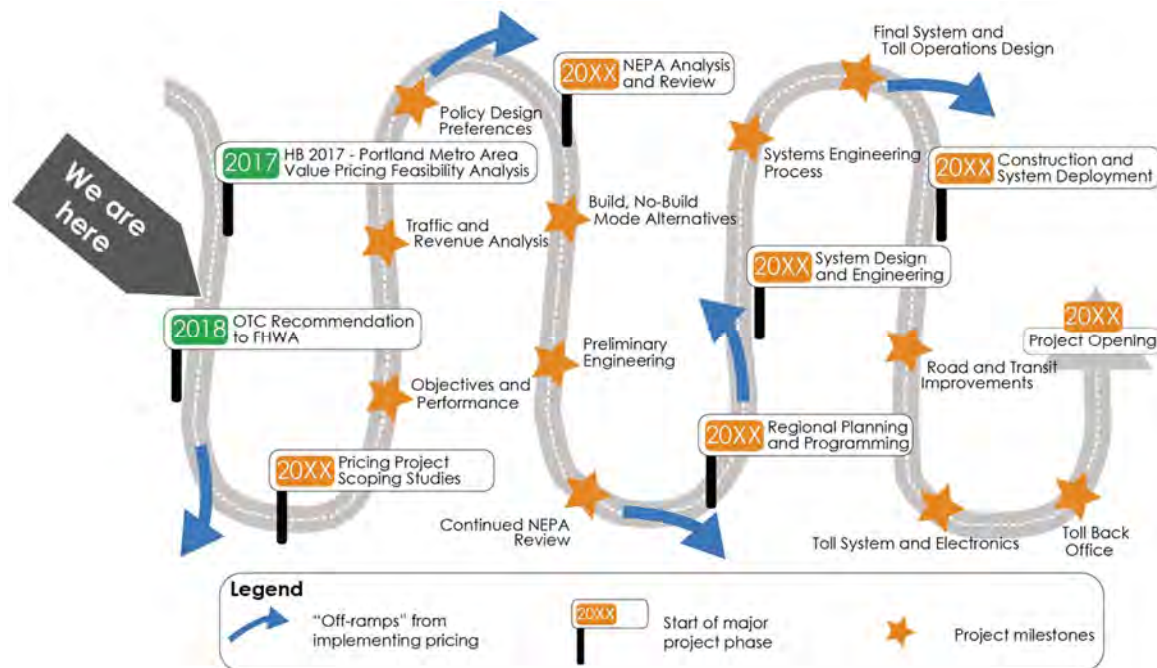 We are
here
2017 HB 2017 - Portland Metro Area
Value Pricing Feasibility Analysis
2018 OTC Recommendation
to FHWA
20XX Pricing Project
Scoping Studies
Objectives and
Performance
Traffic and
Revenue Analysis
Policy Design
Preferences
20XX NEPA Analysis
and Review
Build, No-Build
Mode Alternatives
Preliminary
Engineering
Continued NEPA
Review
20XX Regional Planning
and Programming
20XX System Design
and Engineering
Systems Engineering
Process
Final System and
Toll Operations Design
20XX Construction and
System Deployment
Road and Transit
Improvements
Toll System and Electronics
Toll Back
Office
20XX
Project Opening
Legend
"Off-ramps" from
implementing pricing
20XX
Start of major
project phase
Project milestones